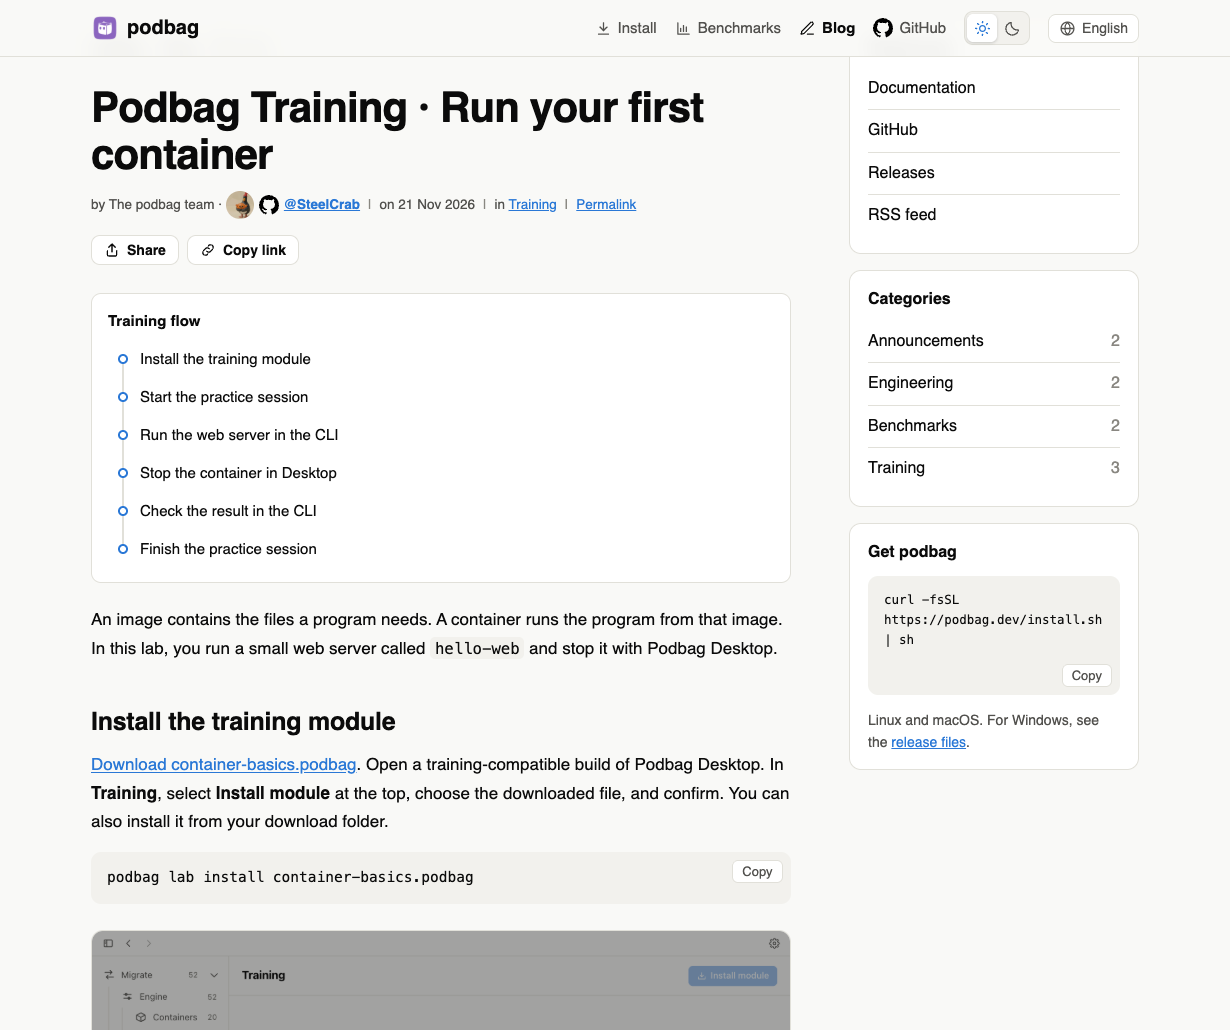 podbag
Install
Benchmarks
Blog
GitHub
English
Podbag Training · Run your first
container
by The podbag team · @SteelCrab | on 21 Nov 2026 | in Training | Permalink
Share
Copy link
Training flow
Install the training module
Start the practice session
Run the web server in the CLI
Stop the container in Desktop
Check the result in the CLI
Finish the practice session
An image contains the files a program needs. A container runs the program from that image.
In this lab, you run a small web server called hello-web and stop it with Podbag Desktop.
Install the training module
Download container-basics.podbag. Open a training-compatible build of Podbag Desktop. In
Training, select Install module at the top, choose the downloaded file, and confirm. You can
also install it from your download folder.
podbag lab install container-basics.podbag
Copy
Migrate 52
Training
Install module
Engine 52
Containers 20
Documentation
GitHub
Releases
RSS feed
Categories
Announcements 2
Engineering 2
Benchmarks 2
Training 3
Get podbag
curl -fsSL
https://podbag.dev/install.sh
| sh
Copy
Linux and macOS. For Windows, see
the release files.